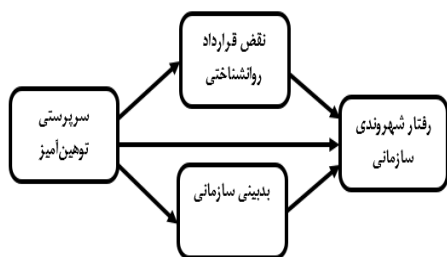 نقض قرارداد
روانشناختی
سرپرستی
توهین‌آمیز
رفتار شهروندی
سازمانی
بدبینی سازمانی